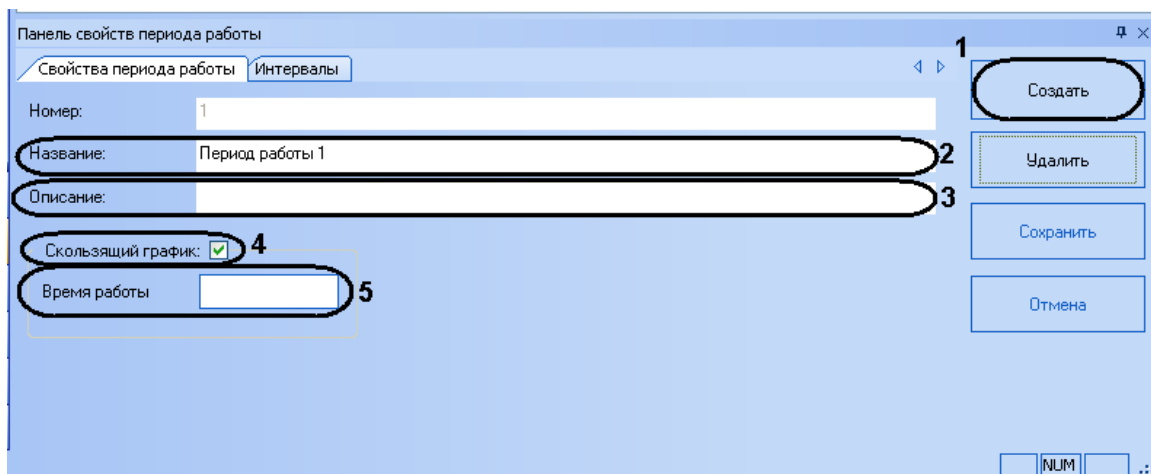 Панель свойств периода работы
Свойства периода работы Интервалы
1
Создать
Номер: 1
Название: Период работы 1 2
Удалить
Описание: 3
Скользящий график: 4
Сохранить
Время работы 5
Отмена
NUM